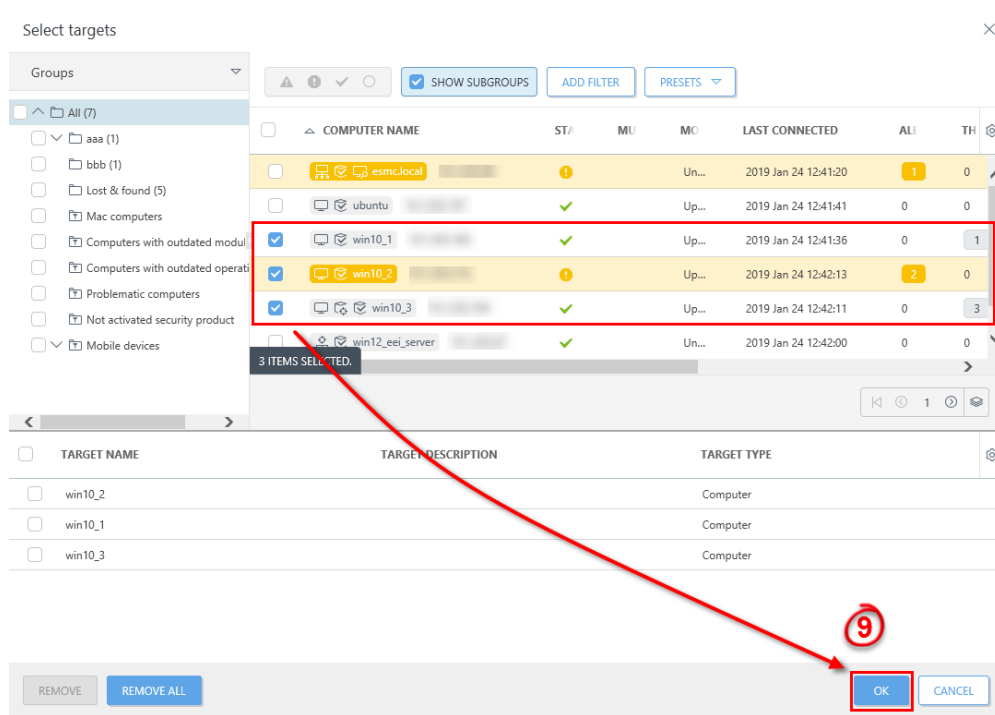 Select targets
Groups
SHOW SUBGROUPS
ADD FILTER
PRESETS
All (7)
aaa (1)
bbb (1)
Lost & found (5)
Mac computers
Computers with outdated modul
Computers with outdated operati
Problematic computers
Not activated security product
Mobile devices
COMPUTER NAME STA MU MO LAST CONNECTED ALE TH
esmc.local Un... 2019 Jan 24 12:41:20 1 0
ubuntu Up... 2019 Jan 24 12:41:41 0 0
win10_1 Up... 2019 Jan 24 12:41:36 0 1
win10_2 Up... 2019 Jan 24 12:42:13 2 0
win10_3 Up... 2019 Jan 24 12:42:11 0 3
win12_eei_server Un... 2019 Jan 24 12:42:00 0 0
3 ITEMS SELECTED.
1
TARGET NAME TARGET DESCRIPTION TARGET TYPE
win10_2 Computer
win10_1 Computer
win10_3 Computer
9
REMOVE REMOVE ALL OK CANCEL